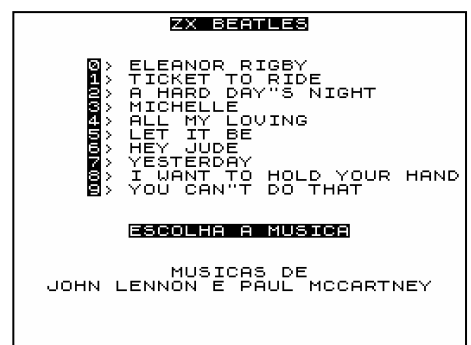 ZX BEATLES
0> ELEANOR RIGBY
1> TICKET TO RIDE
2> A HARD DAY"S NIGHT
3> MICHELLE
4> ALL MY LOVING
5> LET IT BE
6> HEY JUDE
7> YESTERDAY
8> I WANT TO HOLD YOUR HAND
9> YOU CAN"T DO THAT
ESCOLHA A MUSICA
MUSICAS DE
JOHN LENNON E PAUL MCCARTNEY